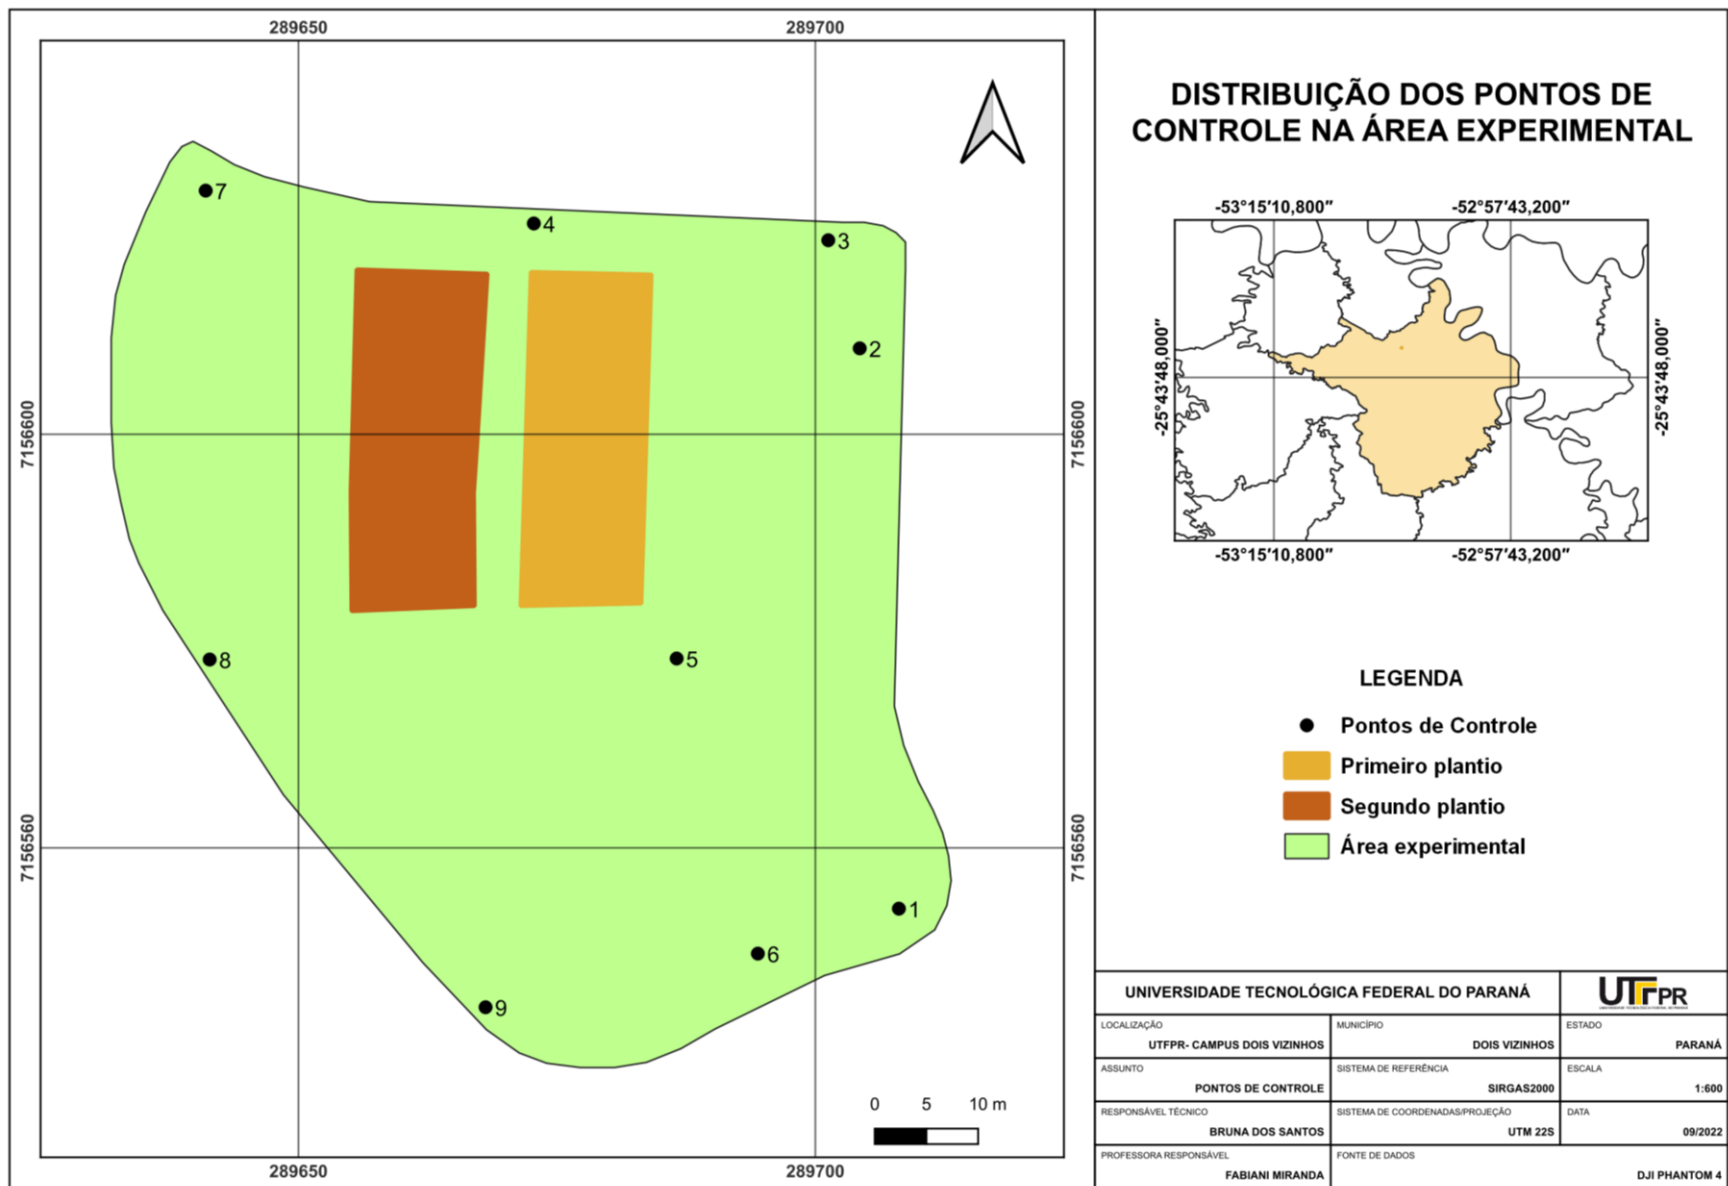 289650
289700
7
4
3
2
7156600
7156600
8
5
7156560
7156560
1
6
9
0 5 10 m
289650
289700
DISTRIBUIÇÃO DOS PONTOS DE
CONTROLE NA ÁREA EXPERIMENTAL
-53°15'10,800"
-52°57'43,200"
-25°43'48,000"
-25°43'48,000"
-53°15'10,800"
-52°57'43,200"
LEGENDA
Pontos de Controle
Primeiro plantio
Segundo plantio
Área experimental
UNIVERSIDADE TECNOLÓGICA FEDERAL DO PARANÁ
UTFPR
LOCALIZAÇÃO
UTFPR- CAMPUS DOIS VIZINHOS
MUNICÍPIO
DOIS VIZINHOS
ESTADO
PARANÁ
ASSUNTO
PONTOS DE CONTROLE
SISTEMA DE REFERÊNCIA
SIRGAS2000
ESCALA
1:600
RESPONSÁVEL TÉCNICO
BRUNA DOS SANTOS
SISTEMA DE COORDENADAS/PROJEÇÃO
UTM 22S
DATA
09/2022
PROFESSORA RESPONSÁVEL
FABIANI MIRANDA
FONTE DE DADOS
DJI PHANTOM 4